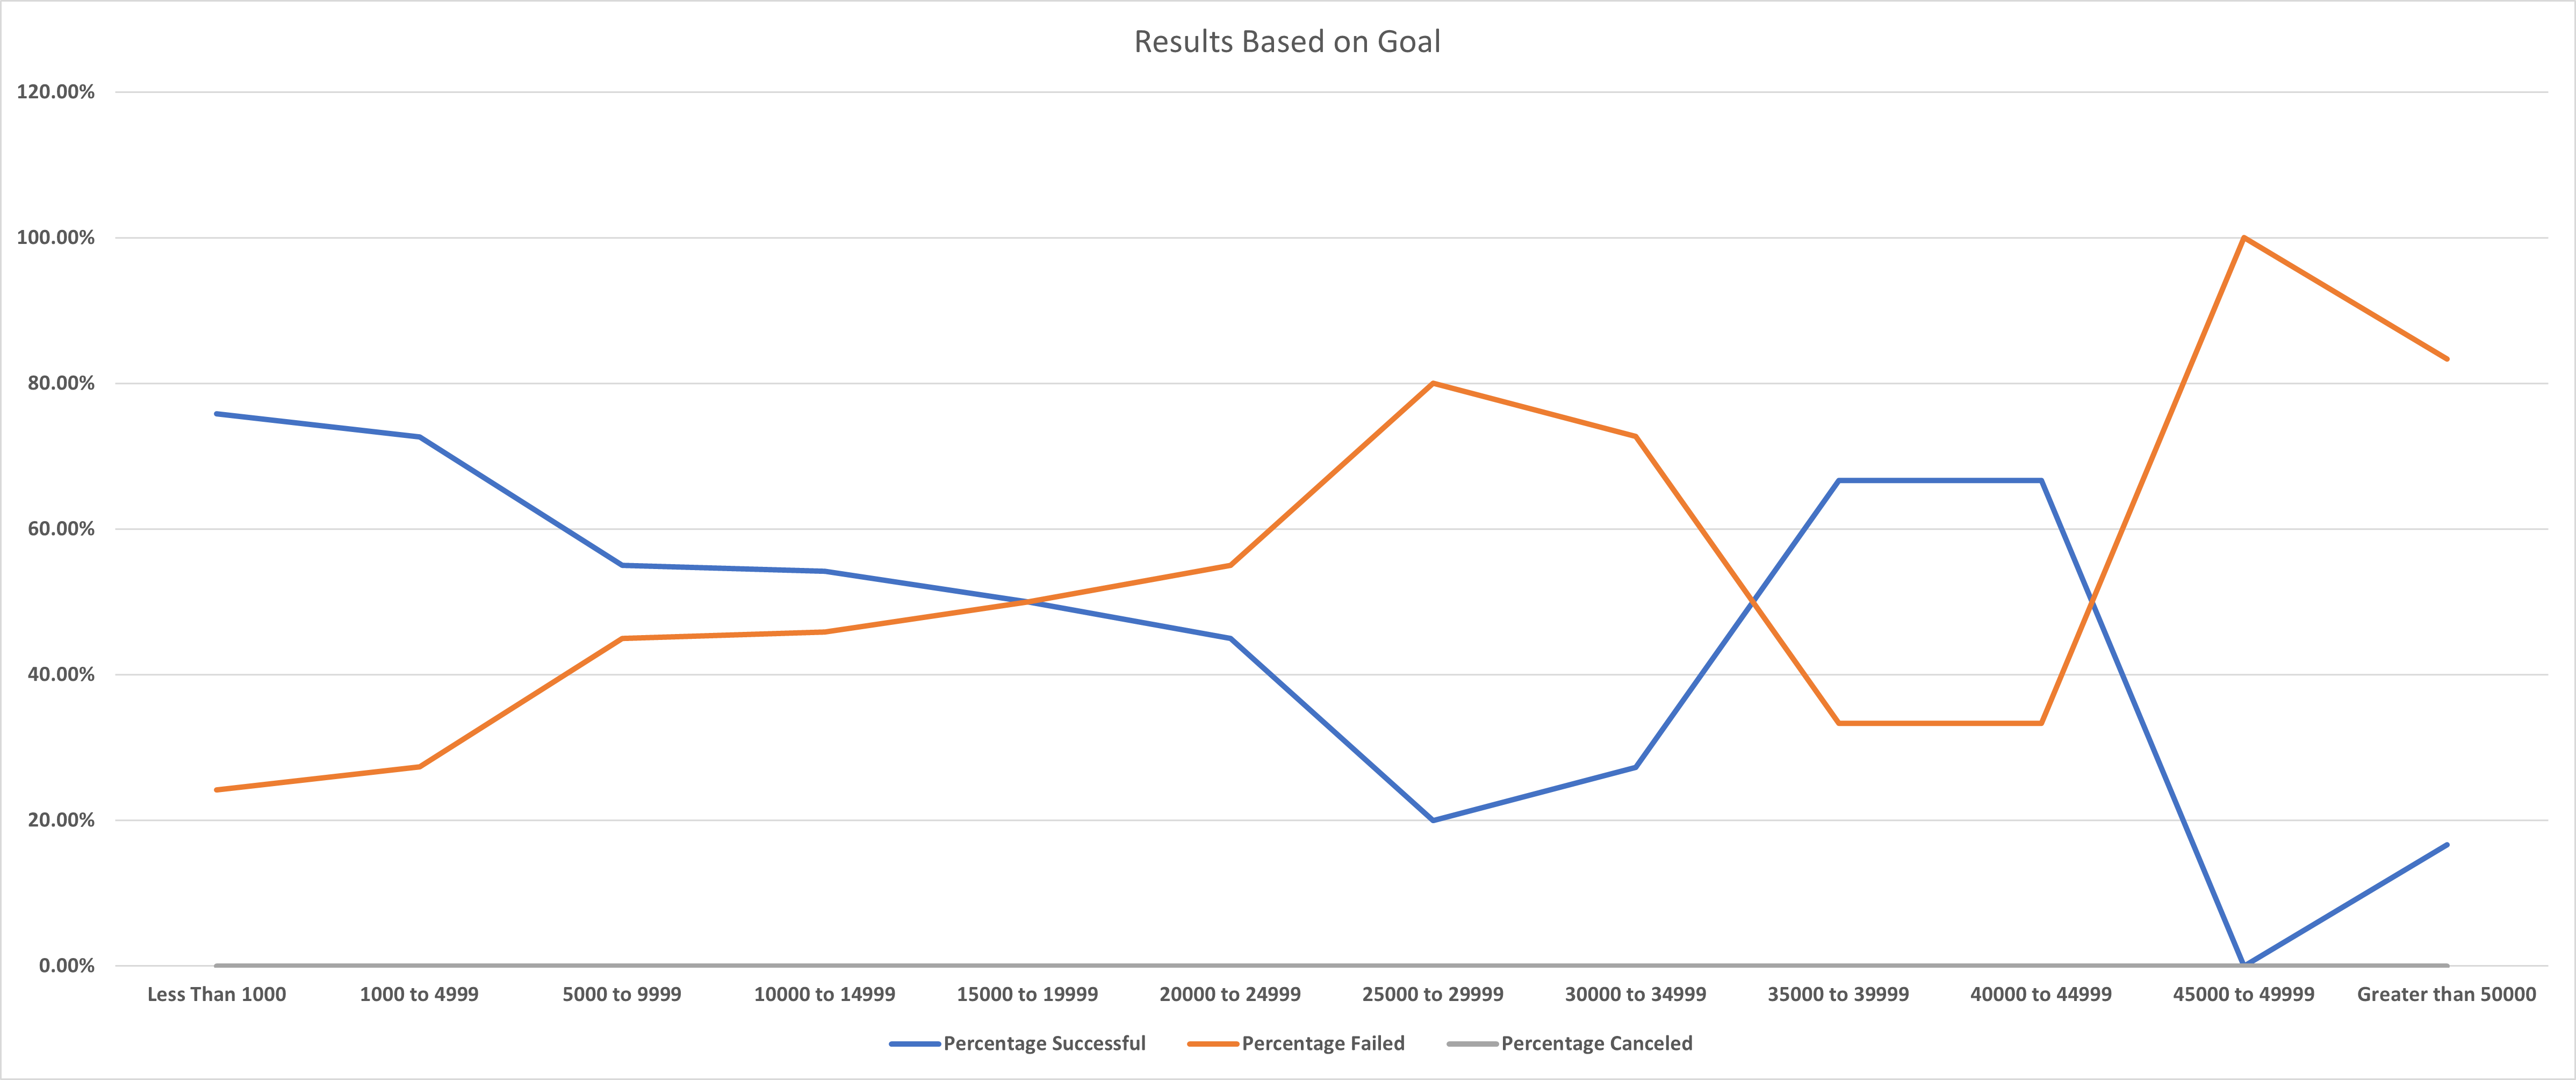 Results Based on Goal
120.00%
100.00%
80.00%
60.00%
40.00%
20.00%
0.00%
Less Than 1000 1000 to 4999 5000 to 9999 10000 to 14999 15000 to 19999 20000 to 24999 25000 to 29999 30000 to 34999 35000 to 39999 40000 to 44999 45000 to 49999 Greater than 50000
Percentage Successful Percentage Failed Percentage Canceled